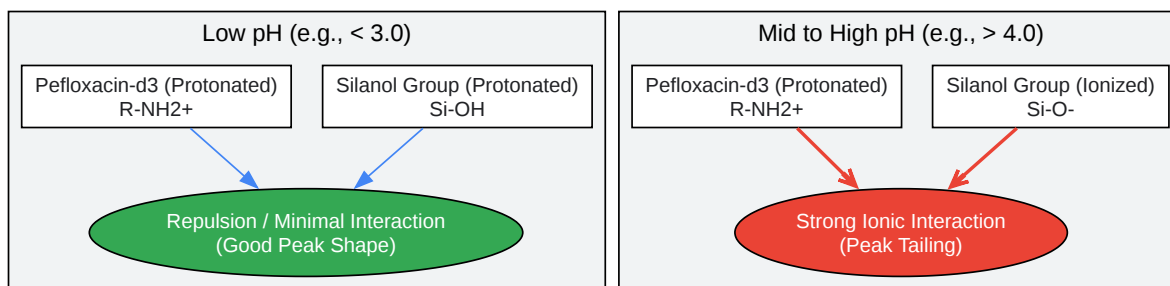 Low pH (e.g., < 3.0)
Pefloxacin-d3 (Protonated)
R-NH2+
Silanol Group (Protonated)
Si-OH
Repulsion / Minimal Interaction
(Good Peak Shape)
Mid to High pH (e.g., > 4.0)
Pefloxacin-d3 (Protonated)
R-NH2+
Silanol Group (Ionized)
Si-O-
Strong Ionic Interaction
(Peak Tailing)